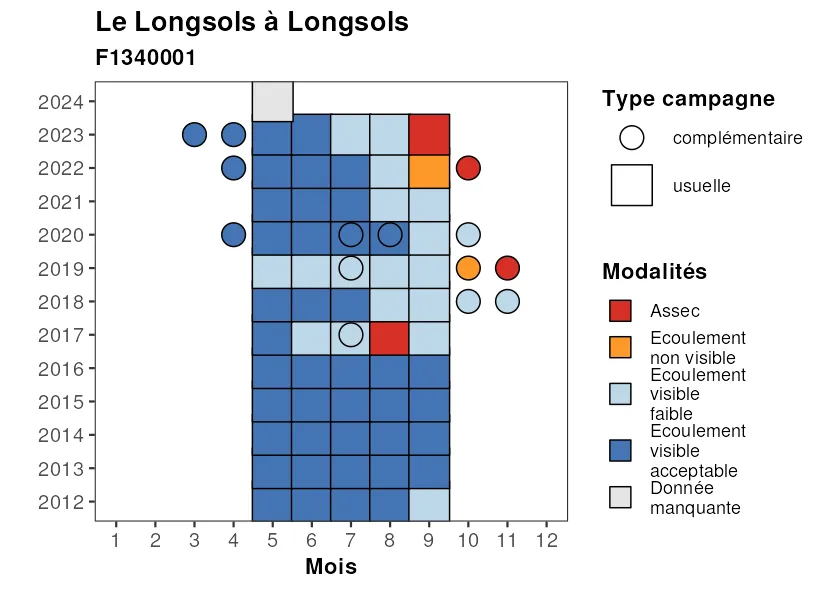 Le Longsols à Longsols
F1340001
2024
2023
2022
2021
2020
2019
2018
2017
2016
2015
2014
2013
2012
1 2 3 4 5 6 7 8 9 10 11 12
Mois
Type campagne
complémentaire
usuelle
Modalités
Assec
Ecoulement
non visible
Ecoulement
visible
faible
Ecoulement
visible
acceptable
Donnée
manquante